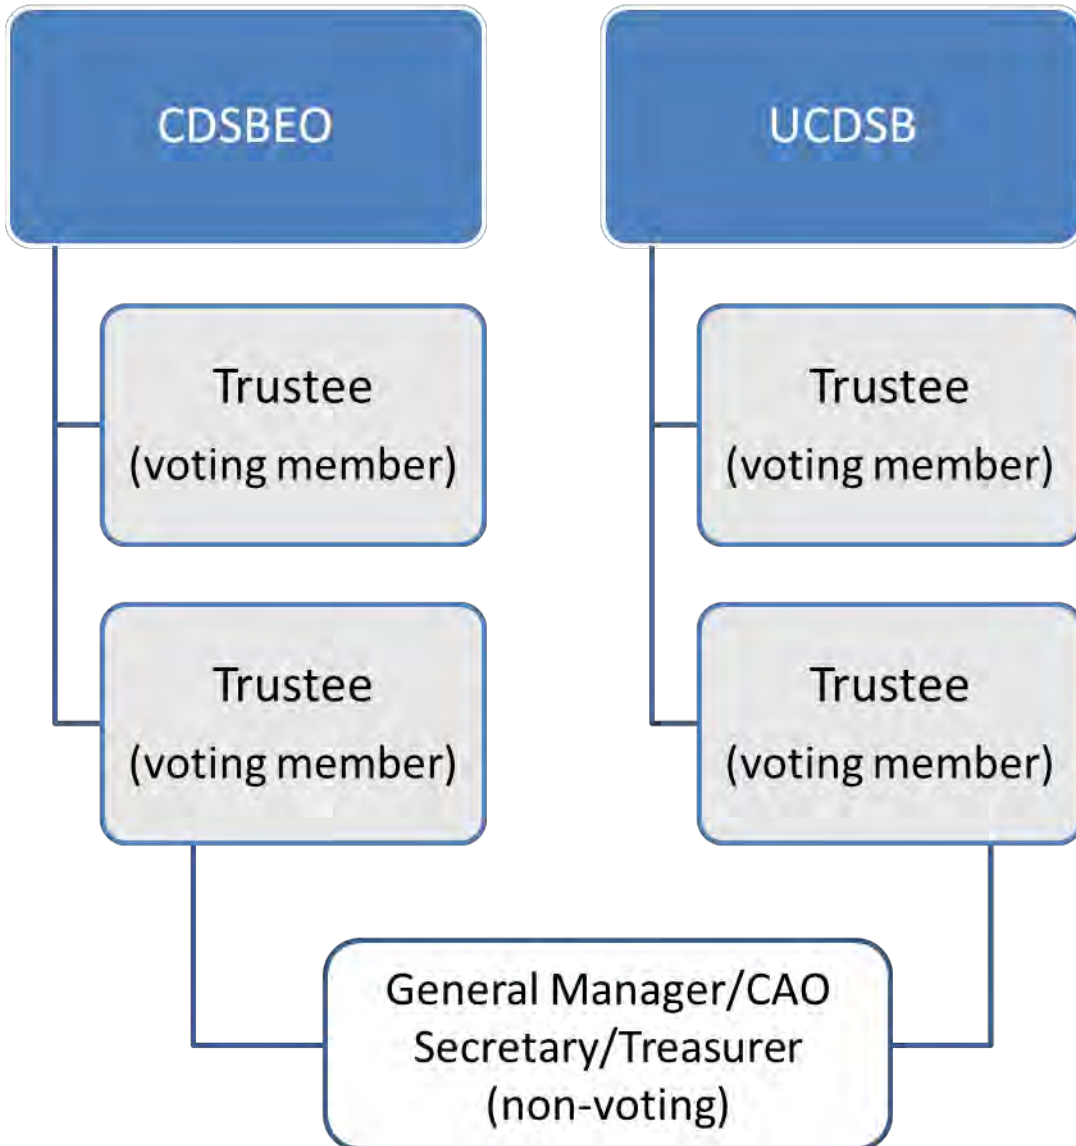 CDSBEO
UCDSB
Trustee
(voting member)
Trustee
(voting member)
Trustee
(voting member)
Trustee
(voting member)
General Manager/CAO
Secretary/Treasurer
(non-voting)